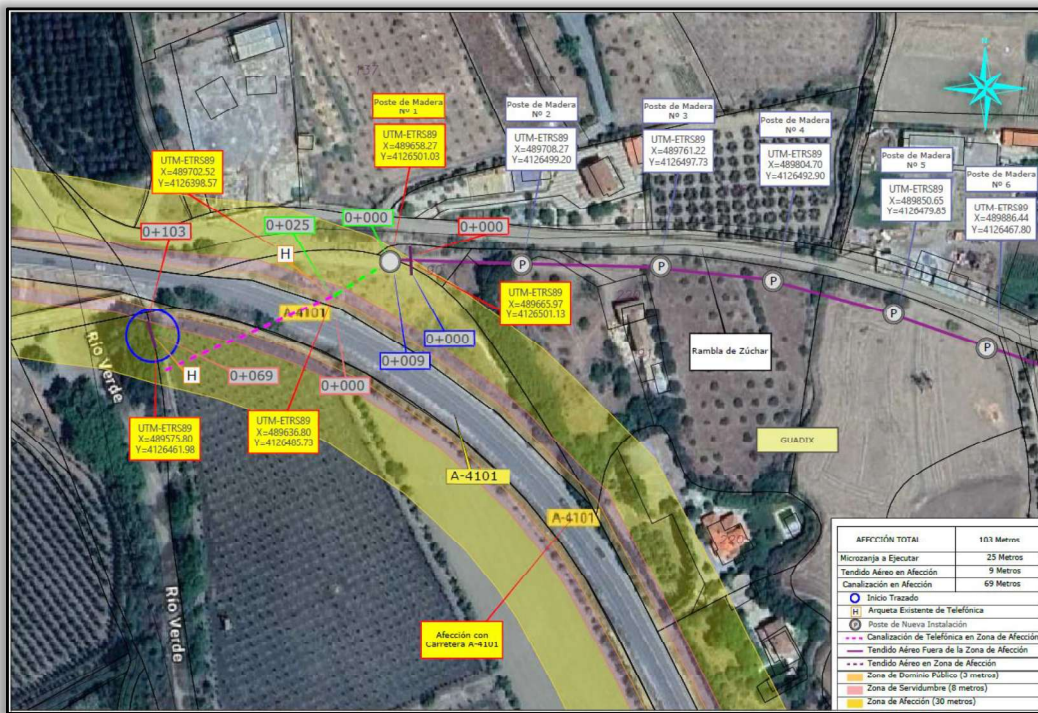 N
Poste de Madera
Nº 1
UTM-ETRS89
X=489658.27
Y=4126501.03
Poste de Madera
Nº 2
UTM-ETRS89
X=489708.27
Y=4126499.20
Poste de Madera
Nº 3
UTM-ETRS89
X=489761.22
Y=4126497.73
Poste de Madera
Nº 4
UTM-ETRS89
X=489804.70
Y=4126492.90
Poste de Madera
Nº 5
UTM-ETRS89
X=489850.65
Y=4126479.83
Poste de Madera
Nº 6
UTM-ETRS89
X=489886.44
Y=4126467.80
UTM-ETRS89
X=489702.52
Y=4126398.57
0+103
0+025
0+000
0+000
H
P
P
P
P
P
UTM-ETRS89
X=489665.97
Y=4126501.13
A-4101
0+000
0+009
Rambla de Zúchar
Río Verde
H
0+069
0+000
UTM-ETRS89
X=489575.80
Y=4126461.98
UTM-ETRS89
X=489636.80
Y=4126485.73
GUADIX
A-4101
A-4101
Río Verde
Afección con
Carretera A-4101
AFECCIÓN TOTAL 103 Metros
Microzanja a Ejecutar 25 Metros
Tendido Aéreo en Afección 9 Metros
Canalización en Afección 69 Metros
Inicio Trazado
H Arqueta Existente de Telefónica
P Poste de Nueva Instalación
Canalización de Telefónica en Zona de Afección
Tendido Aéreo Fuera de la Zona de Afección
Tendido Aéreo en Zona de Afección
Zona de Dominio Público (3 metros)
Zona de Servidumbre (8 metros)
Zona de Afección (30 metros)